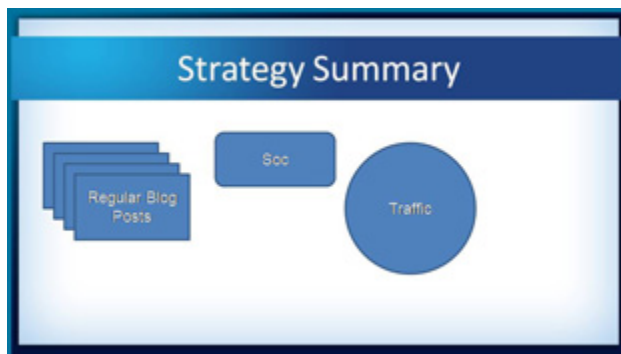 Strategy Summary
Soc
Regular Blog
Posts
Traffic